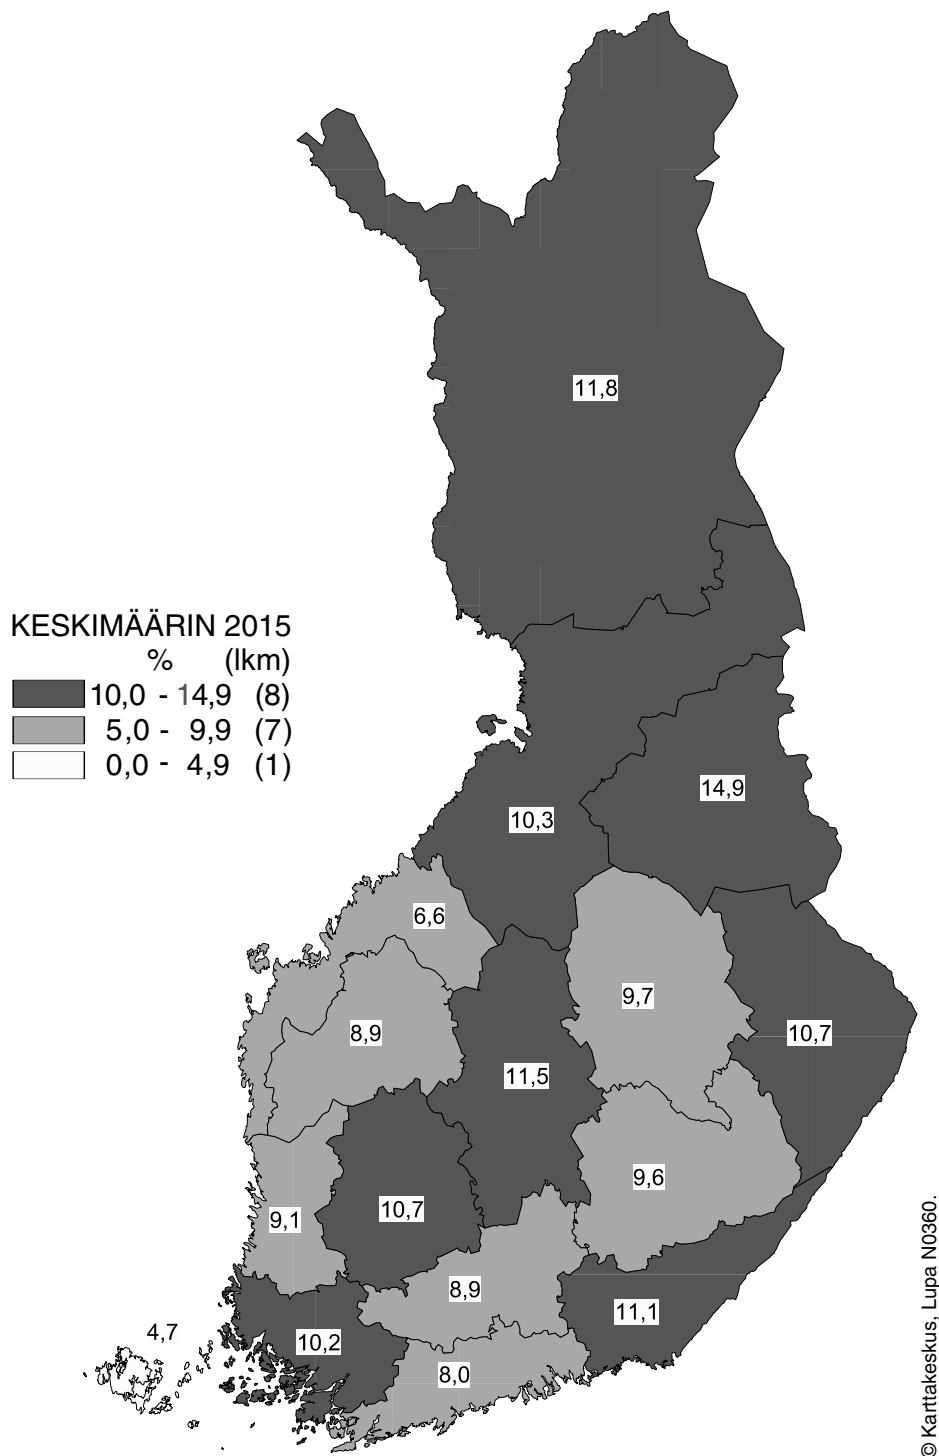 11,8
KESKIMÄÄRIN 2015
% (lkm)
10,0 - 14,9 (8)
5,0 - 9,9 (7)
0,0 - 4,9 (1)
14,9
10,3
6,6
9,7
8,9
10,7
11,5
9,6
10,7
9,1
8,9
11,1
4,7
10,2
8,0
© Karttakeskus, Lupa N0360.